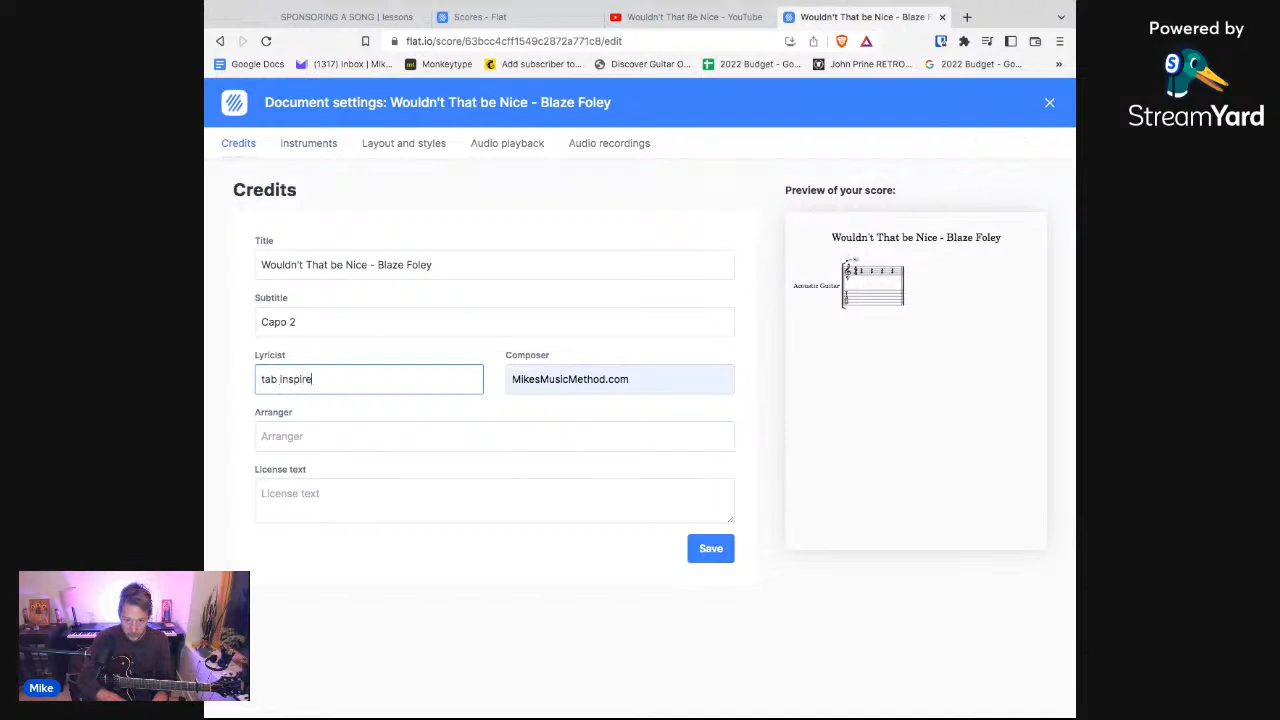 SPONSORING A SONG | lessons
Scores - Flat
Wouldn't That Be Nice - YouTube
Wouldn't That be Nice - Blaze F
flat.io/score/63bcc4cff1549c2872a771c8/edit
Google Docs
(1317) Inbox | Mik...
Monkeytype
Add subscriber to...
Discover Guitar O...
2022 Budget - Go...
John Prine RETRO...
2022 Budget - Go...
Powered by
StreamYard
Document settings: Wouldn't That be Nice - Blaze Foley
Credits
Instruments
Layout and styles
Audio playback
Audio recordings
Credits
Title
Wouldn't That be Nice - Blaze Foley
Subtitle
Capo 2
Lyricist
Composer
tab inspire
MikesMusicMethod.com
Arranger
Arranger
License text
License text
Save
Preview of your score:
Wouldn't That be Nice - Blaze Foley
Acoustic Guitar
Mike